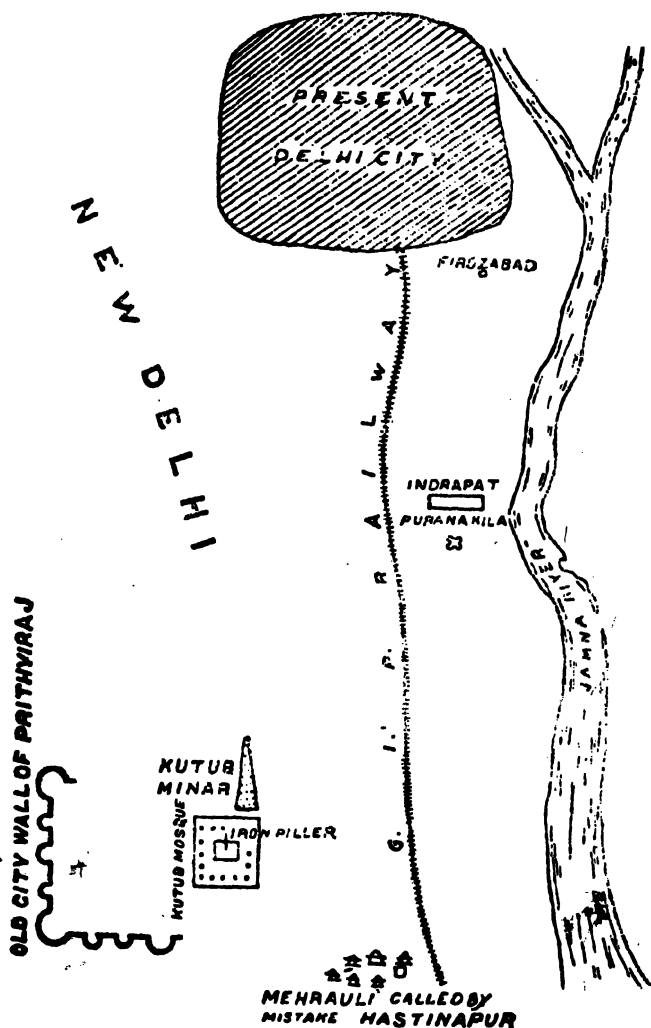 PRESENT
DELHI CITY
FIROZABAD
NEW DELHI
G. I. P. RAILWAY
INDRAPAT
PURANA KILA
JAMNA RIVER
OLD CITY WALL OF PRITHVIRAJ
KUTUB
MINAR
KUTUB MOSQUE
IRON PILLER
MEHRAULI CALLED BY
MISTAKE HASTINAPUR